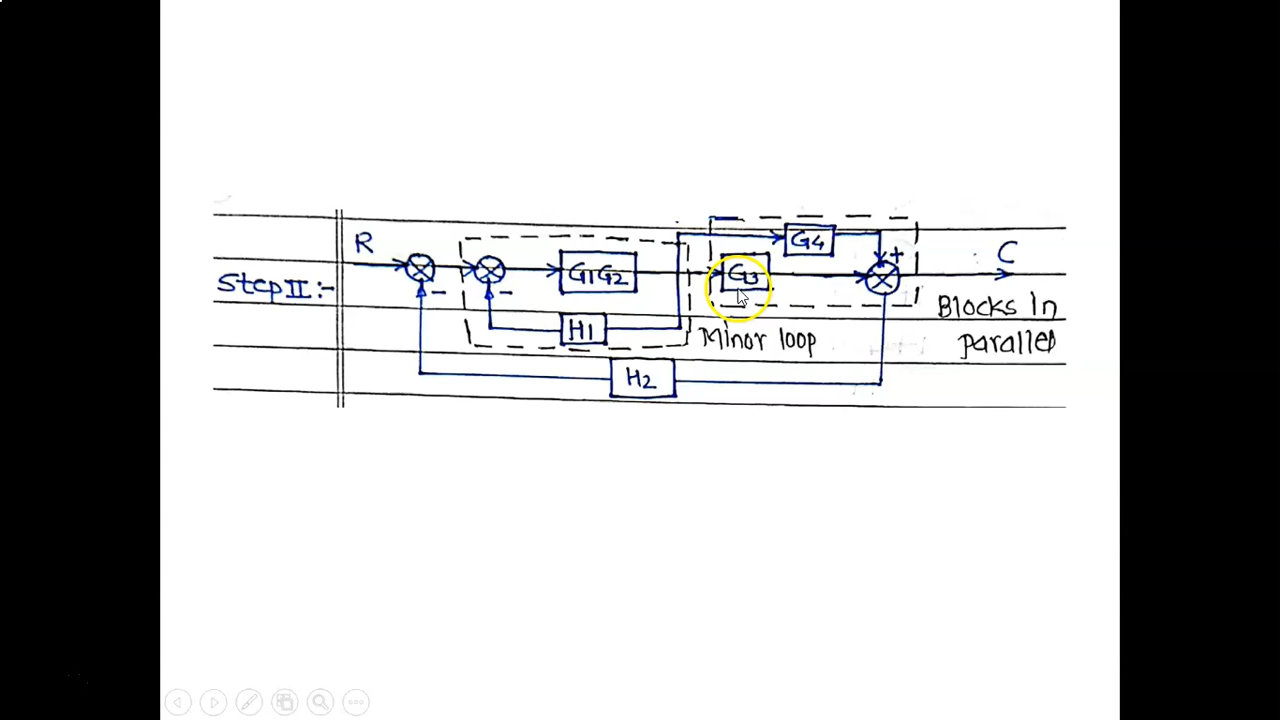 R
G4
+
C
Step II :-
G1G2
G3
-
-
Blocks in
H1
Minor loop
parallel
H2